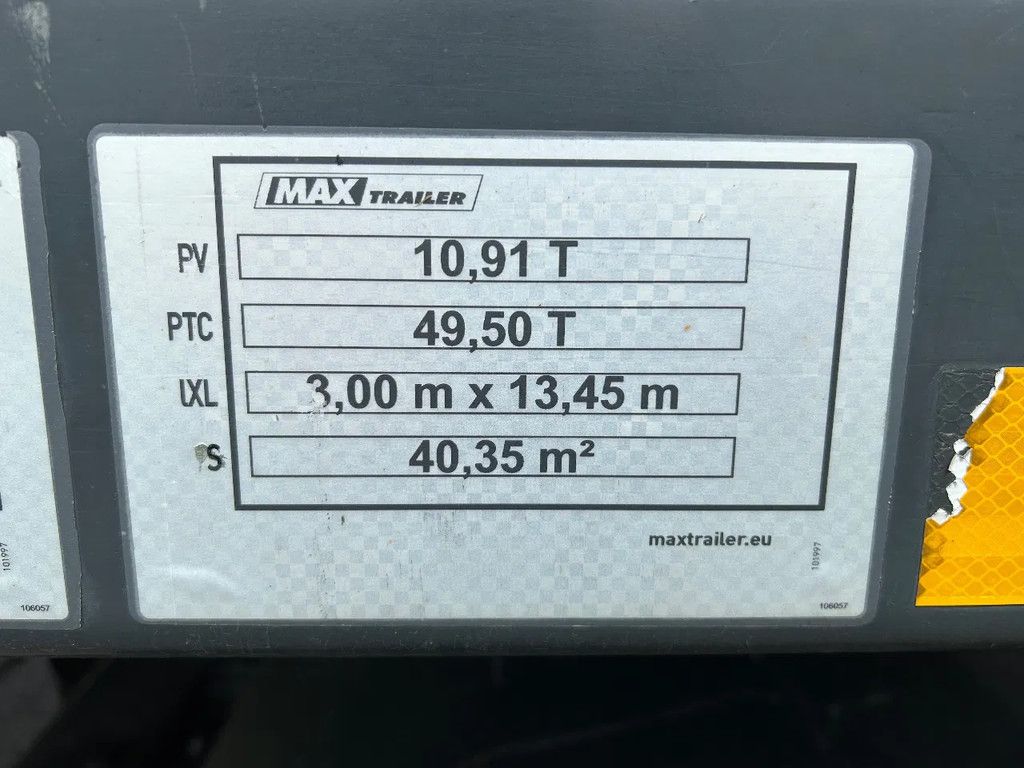 MAX TRAILER
PV 10,91 T
PTC 49,50 T
LXL 3,00 m x 13,45 m
S 40,35 m²
maxtrailer.eu
101997
106057
101997
106057